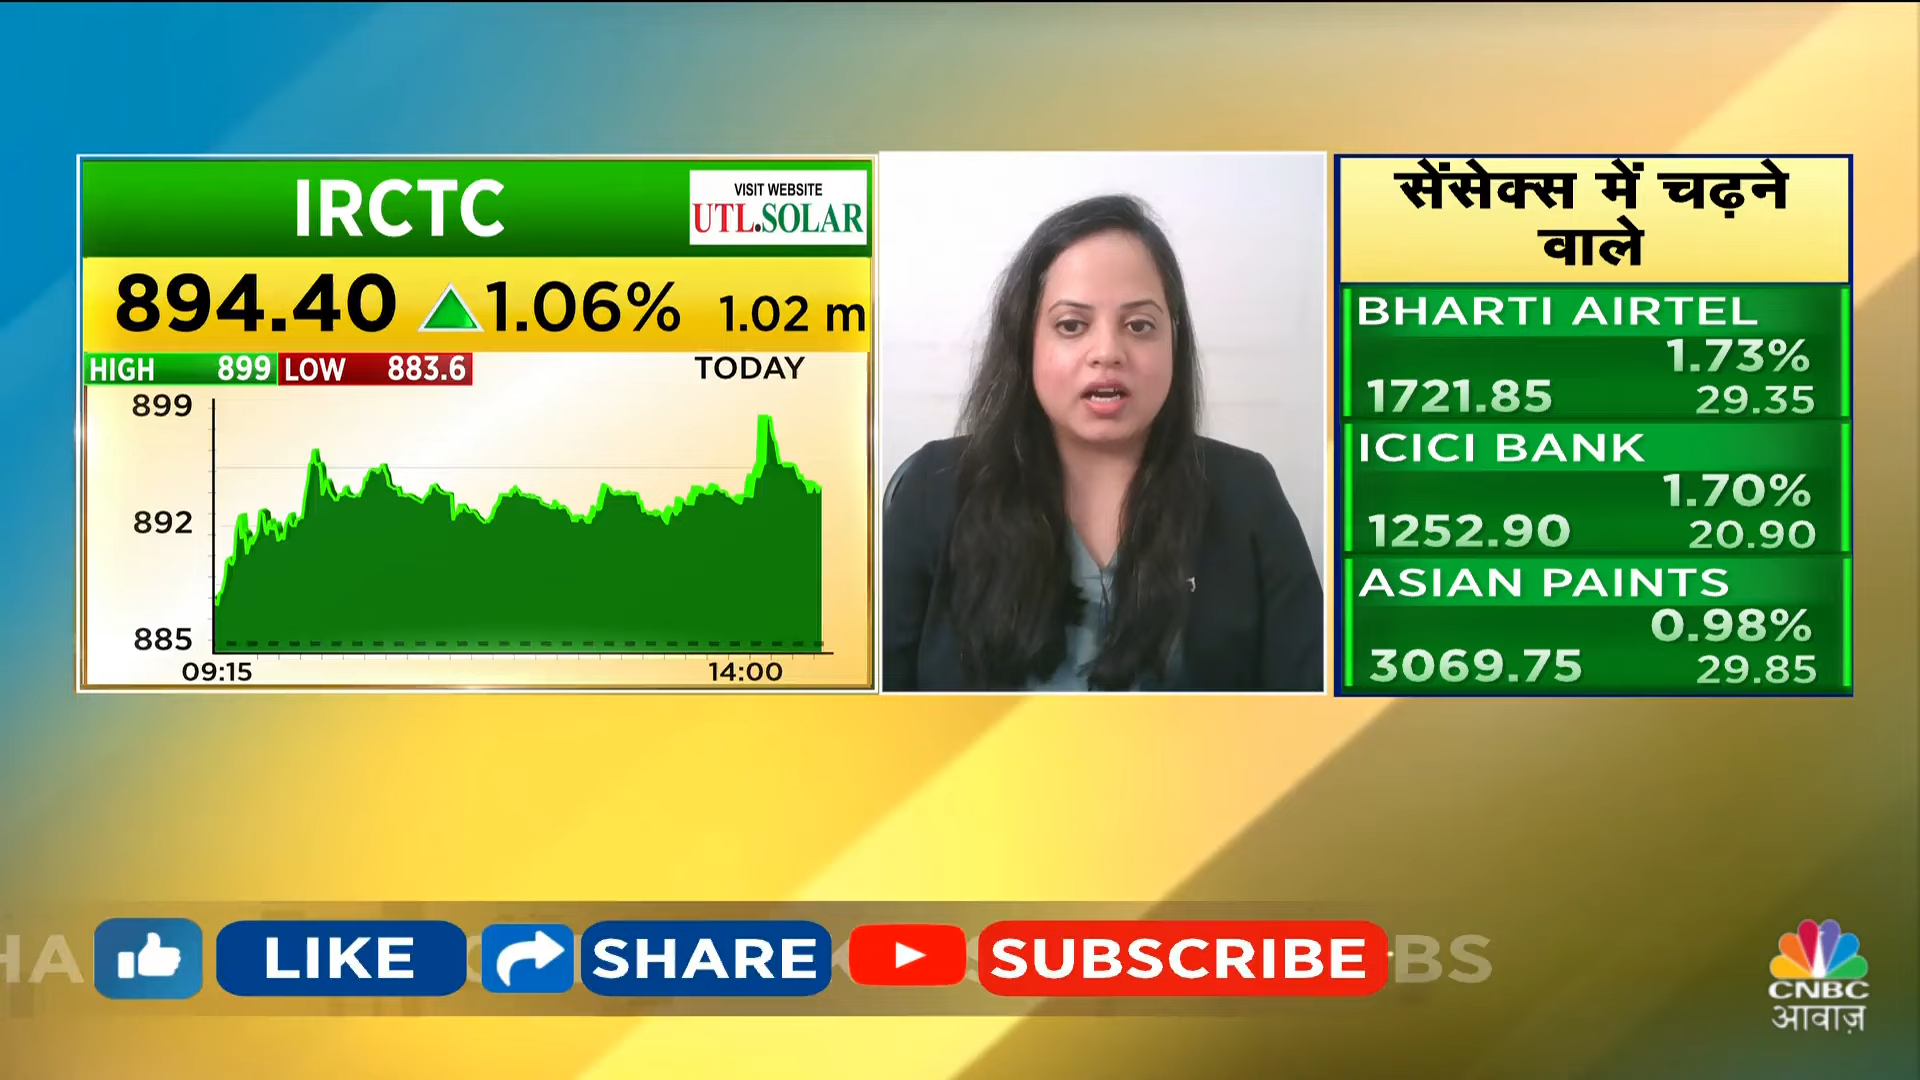 IRCTC
VISIT WEBSITE
UTL.SOLAR
894.40 1.06% 1.02 m
HIGH 899 LOW 883.6 TODAY
899
892
885
09:15 14:00
सेंसेक्स में चढ़ने
वाले
BHARTI AIRTEL
1.73%
1721.85 29.35
ICICI BANK
1.70%
1252.90 20.90
ASIAN PAINTS
0.98%
3069.75 29.85
LIKE SHARE SUBSCRIBE
CNBC
आवाज़